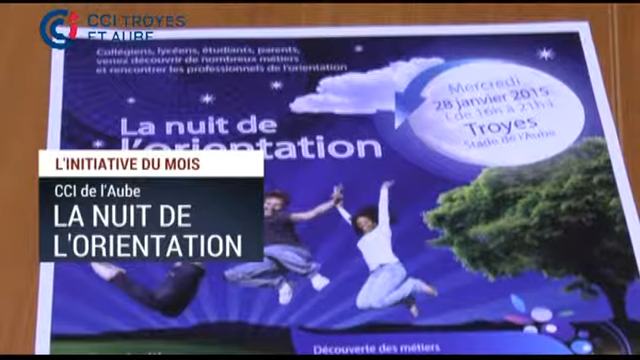 CCI TROYES
ET AUBE
Collégiens, lycéens, étudiants, parents,
venez découvrir de nombreux métiers
et rencontrer les professionnels de l'orientation
Mercredi
28 janvier 2015
de 16h à 21h
Troyes
Stade de l'Aube
La nuit de
l'orientation
L'INITIATIVE DU MOIS
CCI de l'Aube
LA NUIT DE
L'ORIENTATION
Découverte des métiers